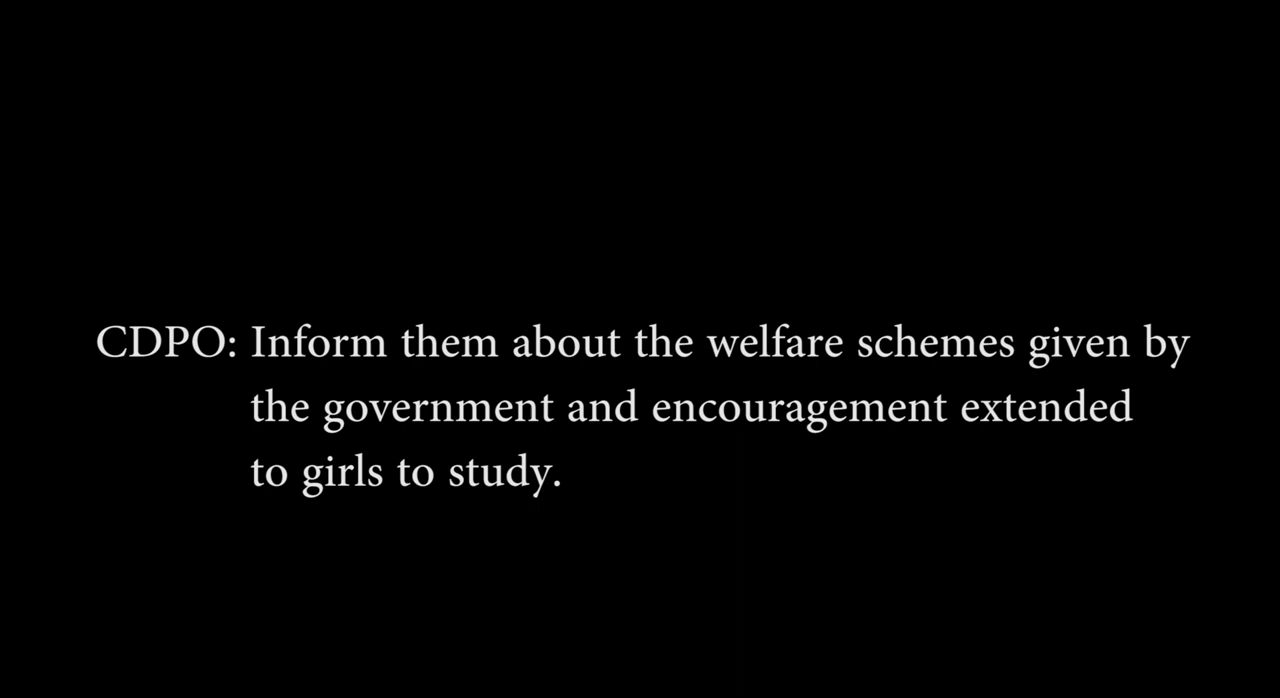 CDPO: Inform them about the welfare schemes given by
the government and encouragement extended
to girls to study.